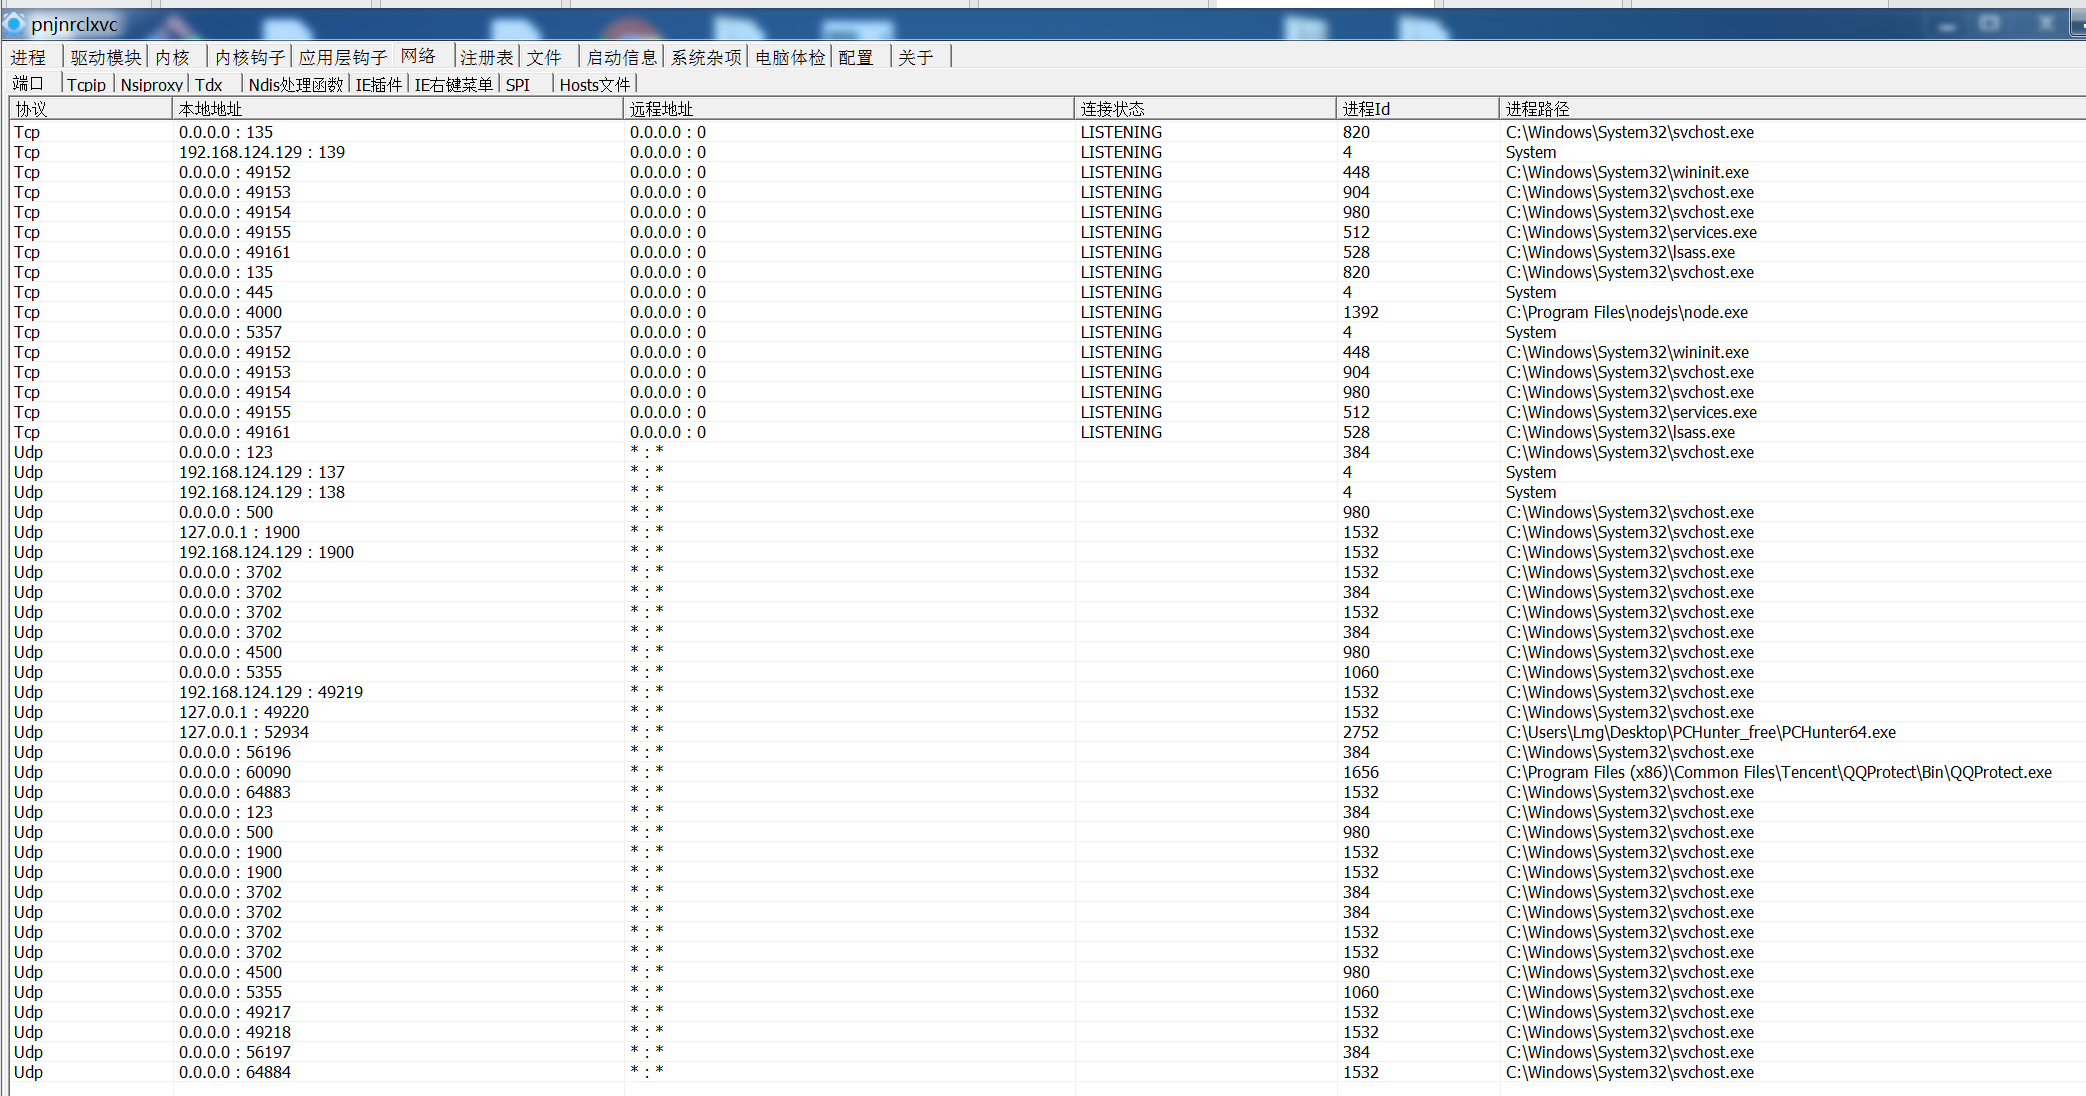 pnjnrclxvc
进程 驱动模块 内核 内核钩子 应用层钩子 网络 注册表 文件 启动信息 系统杂项 电脑体检 配置 关于
端口 Tcpip Nsiproxy Tdx Ndis处理函数 IE插件 IE右键菜单 SPI Hosts文件
协议 本地地址 远程地址 连接状态 进程Id 进程路径
Tcp 0.0.0.0 : 135 0.0.0.0 : 0 LISTENING 820 C:\Windows\System32\svchost.exe
Tcp 192.168.124.129 : 139 0.0.0.0 : 0 LISTENING 4 System
Tcp 0.0.0.0 : 49152 0.0.0.0 : 0 LISTENING 448 C:\Windows\System32\wininit.exe
Tcp 0.0.0.0 : 49153 0.0.0.0 : 0 LISTENING 904 C:\Windows\System32\svchost.exe
Tcp 0.0.0.0 : 49154 0.0.0.0 : 0 LISTENING 980 C:\Windows\System32\svchost.exe
Tcp 0.0.0.0 : 49155 0.0.0.0 : 0 LISTENING 512 C:\Windows\System32\services.exe
Tcp 0.0.0.0 : 49161 0.0.0.0 : 0 LISTENING 528 C:\Windows\System32\lsass.exe
Tcp 0.0.0.0 : 135 0.0.0.0 : 0 LISTENING 820 C:\Windows\System32\svchost.exe
Tcp 0.0.0.0 : 445 0.0.0.0 : 0 LISTENING 4 System
Tcp 0.0.0.0 : 4000 0.0.0.0 : 0 LISTENING 1392 C:\Program Files\nodejs\node.exe
Tcp 0.0.0.0 : 5357 0.0.0.0 : 0 LISTENING 4 System
Tcp 0.0.0.0 : 49152 0.0.0.0 : 0 LISTENING 448 C:\Windows\System32\wininit.exe
Tcp 0.0.0.0 : 49153 0.0.0.0 : 0 LISTENING 904 C:\Windows\System32\svchost.exe
Tcp 0.0.0.0 : 49154 0.0.0.0 : 0 LISTENING 980 C:\Windows\System32\svchost.exe
Tcp 0.0.0.0 : 49155 0.0.0.0 : 0 LISTENING 512 C:\Windows\System32\services.exe
Tcp 0.0.0.0 : 49161 0.0.0.0 : 0 LISTENING 528 C:\Windows\System32\lsass.exe
Udp 0.0.0.0 : 123 * : * 384 C:\Windows\System32\svchost.exe
Udp 192.168.124.129 : 137 * : * 4 System
Udp 192.168.124.129 : 138 * : * 4 System
Udp 0.0.0.0 : 500 * : * 980 C:\Windows\System32\svchost.exe
Udp 127.0.0.1 : 1900 * : * 1532 C:\Windows\System32\svchost.exe
Udp 192.168.124.129 : 1900 * : * 1532 C:\Windows\System32\svchost.exe
Udp 0.0.0.0 : 3702 * : * 1532 C:\Windows\System32\svchost.exe
Udp 0.0.0.0 : 3702 * : * 384 C:\Windows\System32\svchost.exe
Udp 0.0.0.0 : 3702 * : * 1532 C:\Windows\System32\svchost.exe
Udp 0.0.0.0 : 3702 * : * 384 C:\Windows\System32\svchost.exe
Udp 0.0.0.0 : 4500 * : * 980 C:\Windows\System32\svchost.exe
Udp 0.0.0.0 : 5355 * : * 1060 C:\Windows\System32\svchost.exe
Udp 192.168.124.129 : 49219 * : * 1532 C:\Windows\System32\svchost.exe
Udp 127.0.0.1 : 49220 * : * 1532 C:\Windows\System32\svchost.exe
Udp 127.0.0.1 : 52934 * : * 2752 C:\Users\Lmg\Desktop\PCHunter_free\PCHunter64.exe
Udp 0.0.0.0 : 56196 * : * 384 C:\Windows\System32\svchost.exe
Udp 0.0.0.0 : 60090 * : * 1656 C:\Program Files (x86)\Common Files\Tencent\QQProtect\Bin\QQProtect.exe
Udp 0.0.0.0 : 64883 * : * 1532 C:\Windows\System32\svchost.exe
Udp 0.0.0.0 : 123 * : * 384 C:\Windows\System32\svchost.exe
Udp 0.0.0.0 : 500 * : * 980 C:\Windows\System32\svchost.exe
Udp 0.0.0.0 : 1900 * : * 1532 C:\Windows\System32\svchost.exe
Udp 0.0.0.0 : 1900 * : * 1532 C:\Windows\System32\svchost.exe
Udp 0.0.0.0 : 3702 * : * 384 C:\Windows\System32\svchost.exe
Udp 0.0.0.0 : 3702 * : * 384 C:\Windows\System32\svchost.exe
Udp 0.0.0.0 : 3702 * : * 1532 C:\Windows\System32\svchost.exe
Udp 0.0.0.0 : 3702 * : * 1532 C:\Windows\System32\svchost.exe
Udp 0.0.0.0 : 4500 * : * 980 C:\Windows\System32\svchost.exe
Udp 0.0.0.0 : 5355 * : * 1060 C:\Windows\System32\svchost.exe
Udp 0.0.0.0 : 49217 * : * 1532 C:\Windows\System32\svchost.exe
Udp 0.0.0.0 : 49218 * : * 1532 C:\Windows\System32\svchost.exe
Udp 0.0.0.0 : 56197 * : * 384 C:\Windows\System32\svchost.exe
Udp 0.0.0.0 : 64884 * : * 1532 C:\Windows\System32\svchost.exe